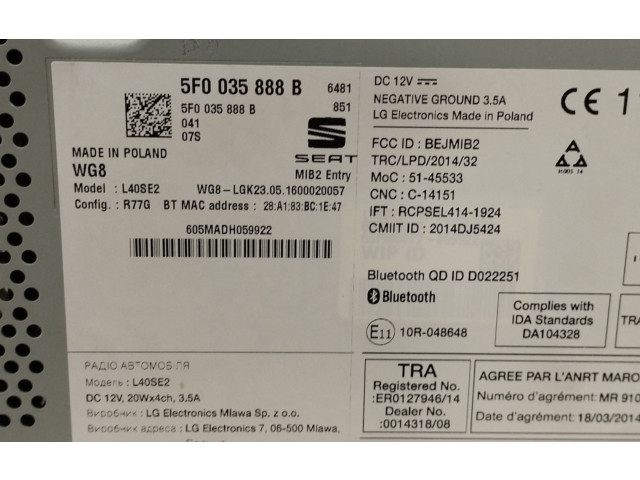 5F0 035 888 B 6481
5F0 035 888 B 851
041
07S
SEAT
MADE IN POLAND
WG8 MIB2 Entry
Model : L40SE2 WG8 - LGK23.05.1600020057
Config. : R77G BT MAC address : 28:A1:83:BC:1E:47
605MADH059922
DC 12V
NEGATIVE GROUND 3.5A
LG Electronics Made in Poland
CE 1
FCC ID : BEJMIB2
TRC/LPD/2014/32
MoC : 51-45533
CNC : C-14151
IFT : RCPSEL414-1924
CMIIT ID : 2014DJ5424
WIP ID
Bluetooth QD ID D022251
Bluetooth
E11 10R-048648
Complies with
IDA Standards
DA104328
TRA
РАДІО АВТОМОБІЛЯ
Модель : L40SE2
DC 12V, 20Wx4ch, 3.5A
Виробник : LG Electronics Mlawa Sp. z o.o.
Виробник адреса : LG Electronics 7, 06-500 Mlawa,
TRA
Registered No.
:ER0127946/14
Dealer No.
:0014318/08
AGREE PAR L'ANRT MARO
Numéro d'agrément: MR 910
Date d'agrément: 18/03/2014